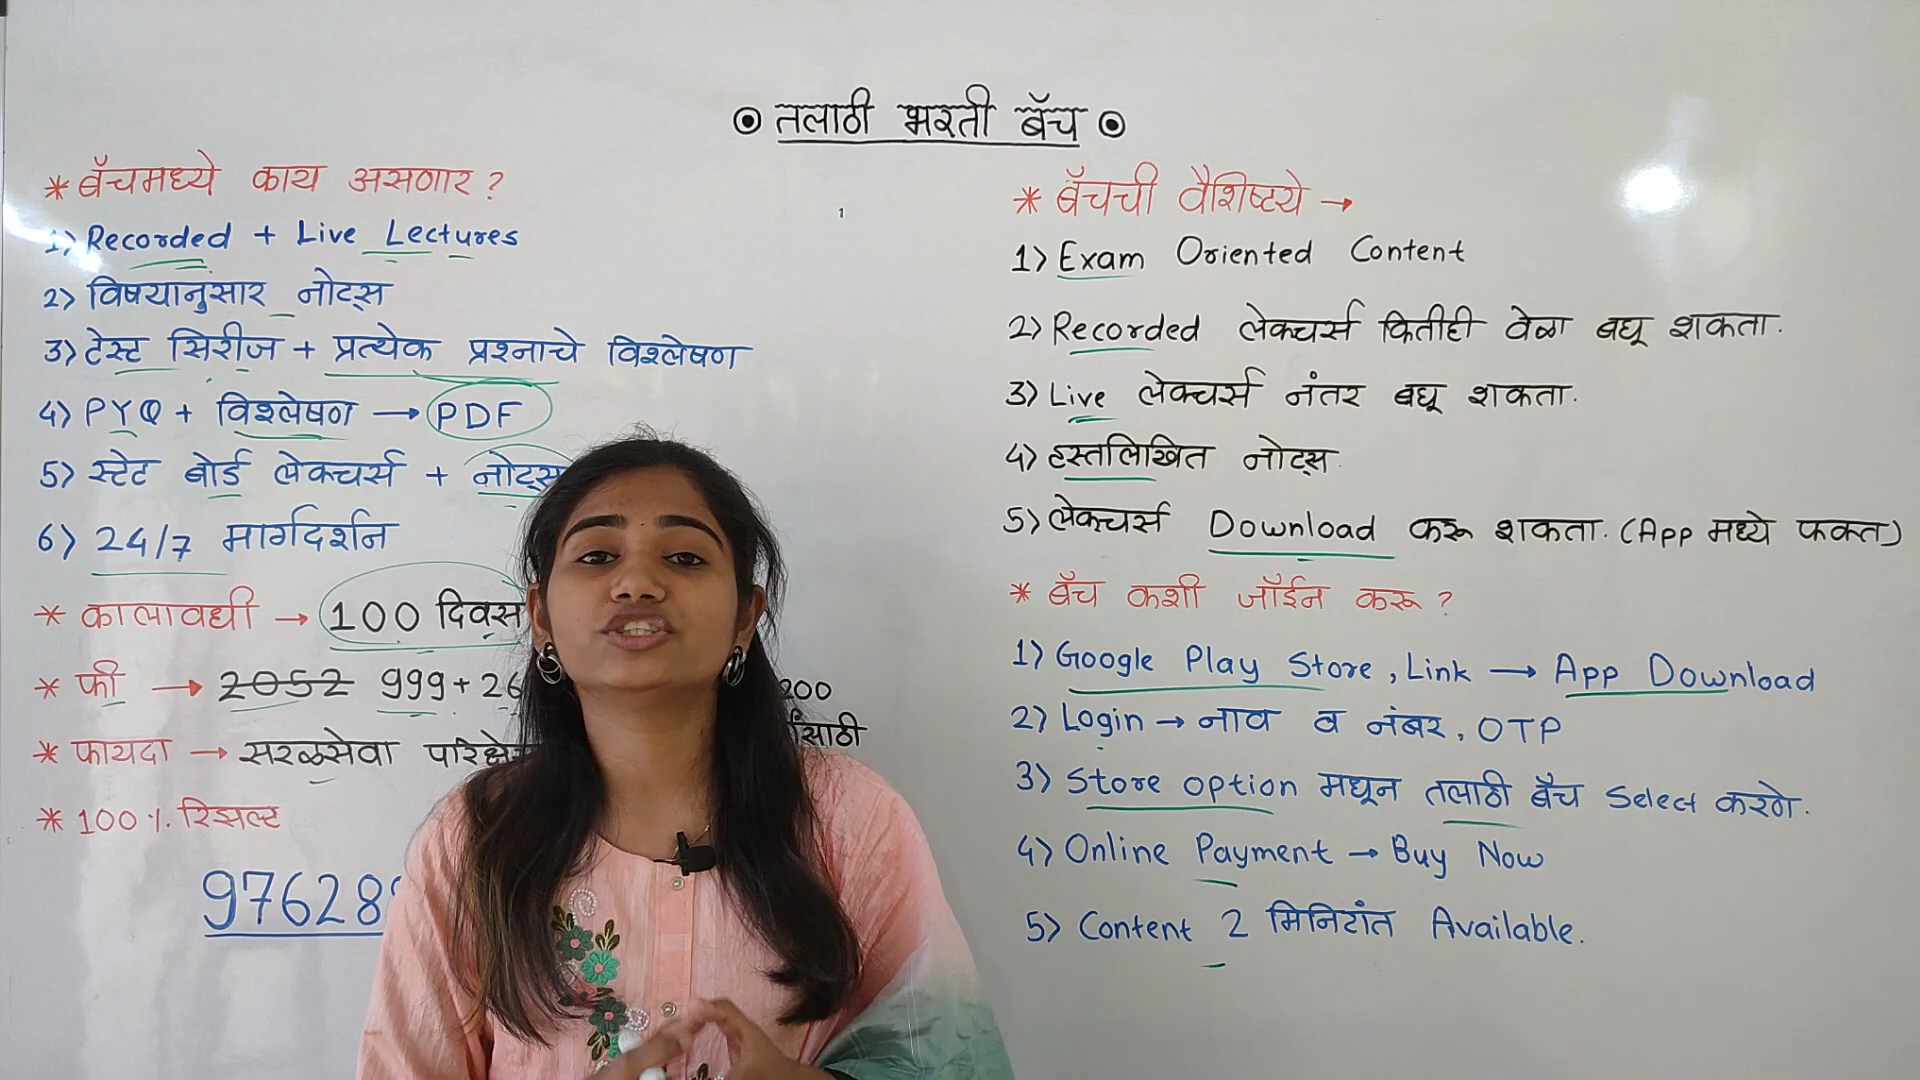 तलाठी भरती बॅच
* बॅचमध्ये काय असणार ?
1) Recorded + Live Lectures
2) विषयानुसार नोट्स
3) टेस्ट सिरीज + प्रत्येक प्रश्नाचे विश्लेषण
4) PYQ + विश्लेषण → PDF
5) स्टेट बोर्ड लेक्चर्स + नोट्स
6) 24/7 मार्गदर्शन
* कालावधी → 100 दिवस
* फी → 2052 999 + 26 200
* फायदा → सरळसेवा
* 100 % रिझल्ट
97628
* बॅचची वैशिष्टये →
1) Exam Oriented Content
2) Recorded लेक्चर्स कितीही वेळा बघू शकता.
3) Live लेक्चर्स नंतर बघू शकता.
4) हस्तलिखित नोट्स.
5) लेक्चर्स Download करू शकता. (App मध्ये फक्त)
* बॅच कशी जॉईन करू ?
1) Google Play Store, Link → App Download
2) Login → नाव व नंबर, OTP
3) Store option मधून तलाठी बॅच Select करणे.
4) Online Payment → Buy Now
5) Content 2 मिनिटांत Available.